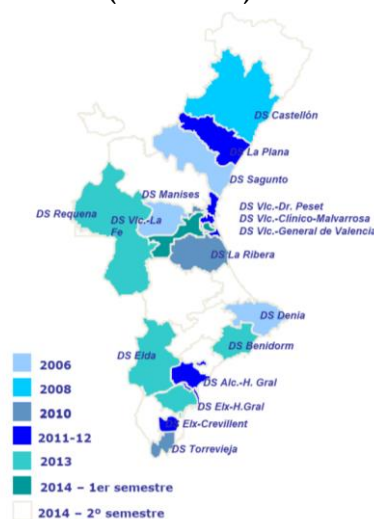 DS Castellón
DS La Plana
DS Sagunto
DS Manises
DS Requena
DS Vlc.-La
Fe
DS Vlc.-Dr. Peset
DS Vlc.-Clínico-Malvarrosa
DS Vlc.-General de Valencia
DS La Ribera
DS Denia
DS Benidorm
DS Elda
DS Alc.-H. Gral
DS Elx-H.Gral
DS Elx-Crevillent
DS Torrevieja
2006
2008
2010
2011-12
2013
2014 – 1er semestre
2014 – 2º semestre